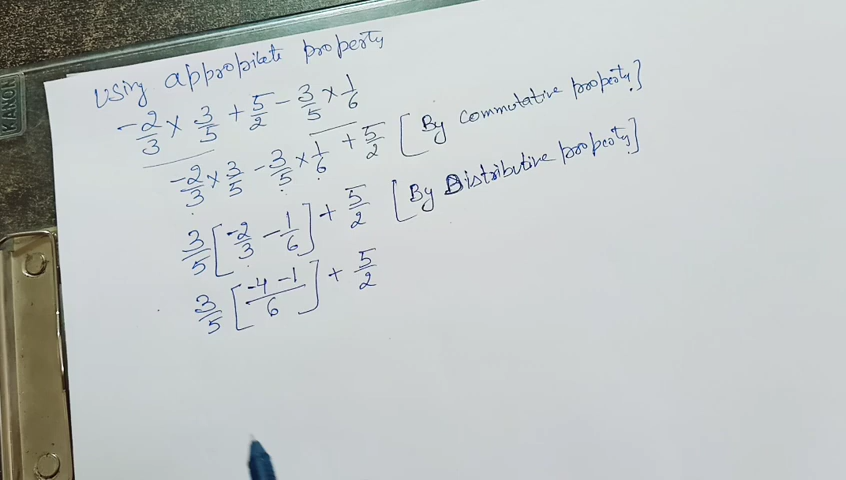 Using appropitete property
-2/3 × 3/5 + 5/2 - 3/5 × 1/6
-2/3 × 3/5 - 3/5 × 1/6 + 5/2 [By commutative property]
3/5 [-2/3 - 1/6] + 5/2 [By Distributive property]
3/5 [-4-1/6] + 5/2
KANON